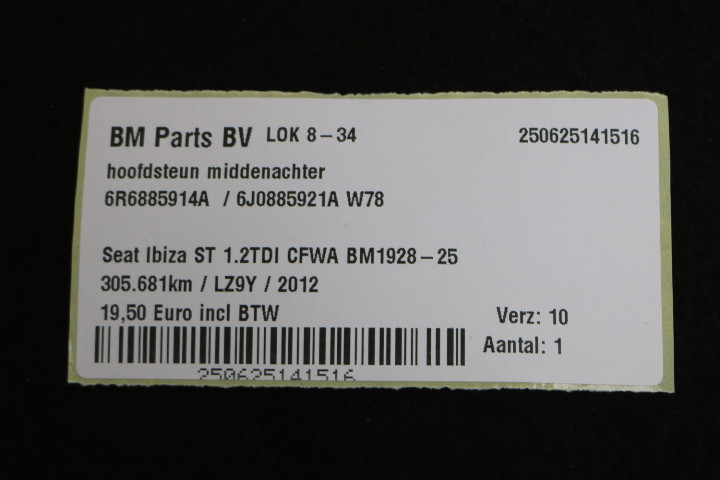 BM Parts BV LOK 8-34 250625141516
hoofdsteun middenachter
6R6885914A / 6J0885921A W78
Seat Ibiza ST 1.2TDI CFWA BM1928-25
305.681km / LZ9Y / 2012
19,50 Euro incl BTW
Verz: 10
Aantal: 1
250625141516